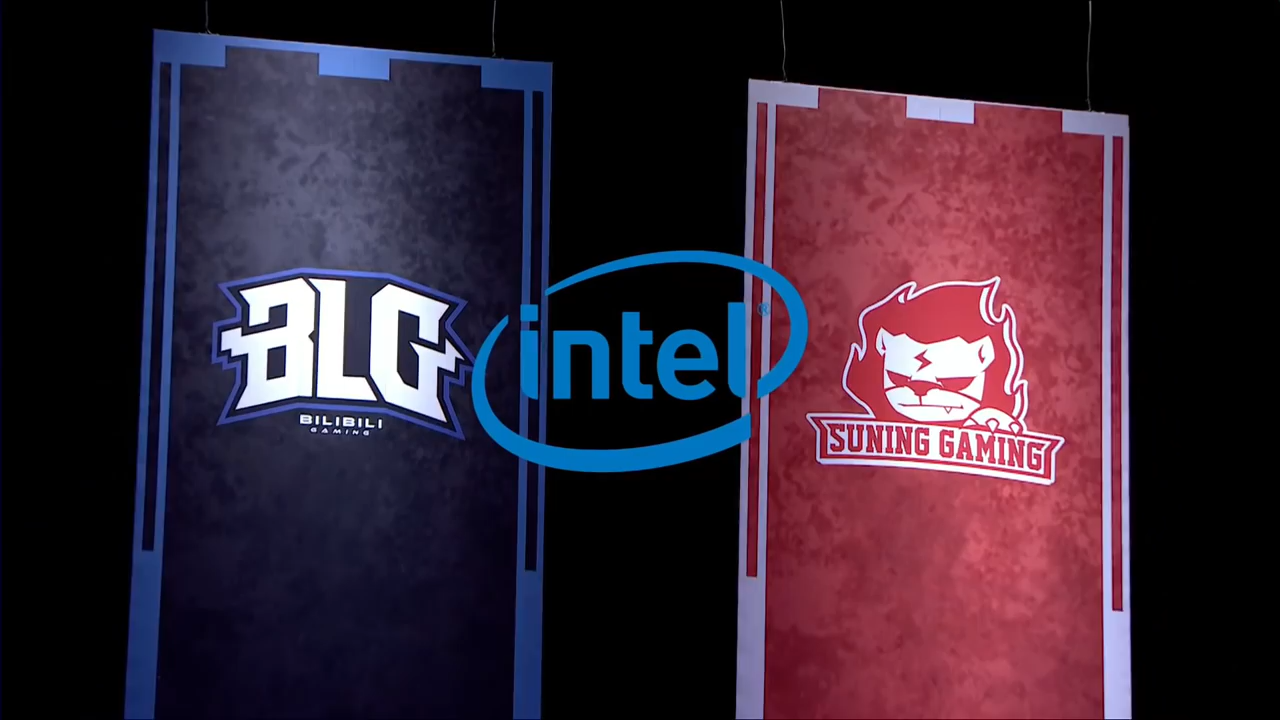 BLG
BILIBILI
GAMING
intel®
SUNING GAMING